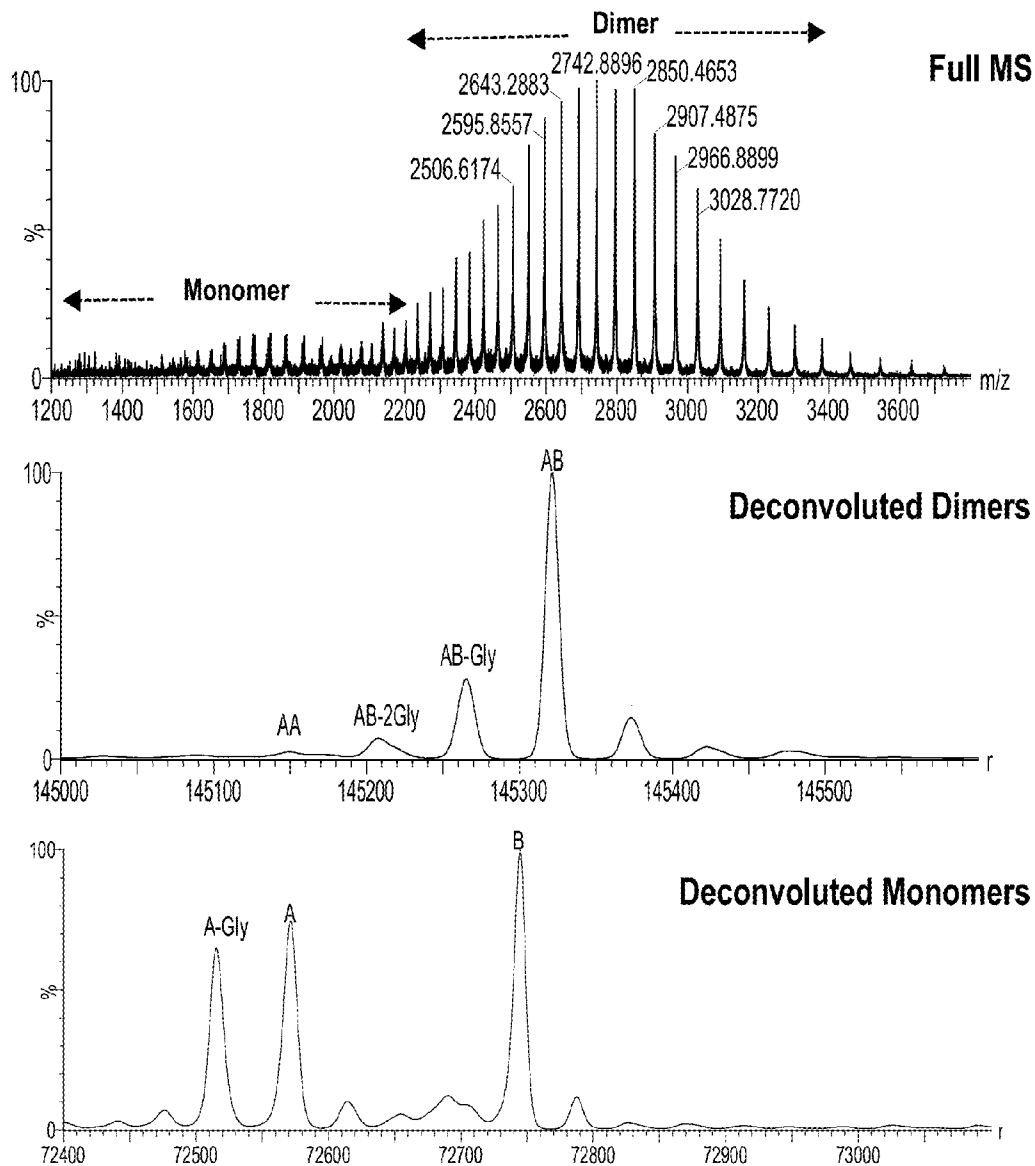 Dimer
Full MS
2742.8896
2643.2883
2850.4653
2595.8557
2907.4875
2506.6174
2966.8899
3028.7720
Monomer
100
%
0
1200 1400 1600 1800 2000 2200 2400 2600 2800 3000 3200 3400 3600
m/z
Deconvoluted Dimers
AB
AB-Gly
AB-2Gly
AA
100
%
0
145000 145100 145200 145300 145400 145500
r
Deconvoluted Monomers
B
A
A-Gly
100
%
0
72400 72500 72600 72700 72800 72900 73000
r